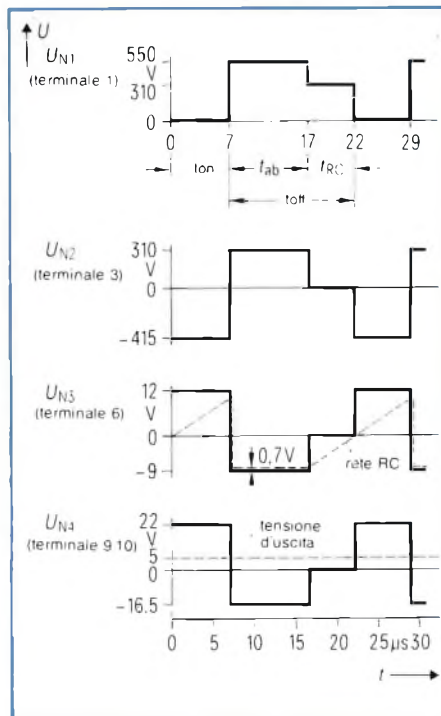 U
U_N1
(terminale 1)
550
V
310
0
0 7 17 22 29
ton t_ab t_RC
toff
U_N2
(terminale 3)
310
V
0
-415
U_N3
(terminale 6)
12
V
0
-9
0,7V
rete RC
U_N4
(terminale 9 10)
22
V
5
0
-16.5
tensione
d'uscita
0 5 10 15 20 25µs30
t